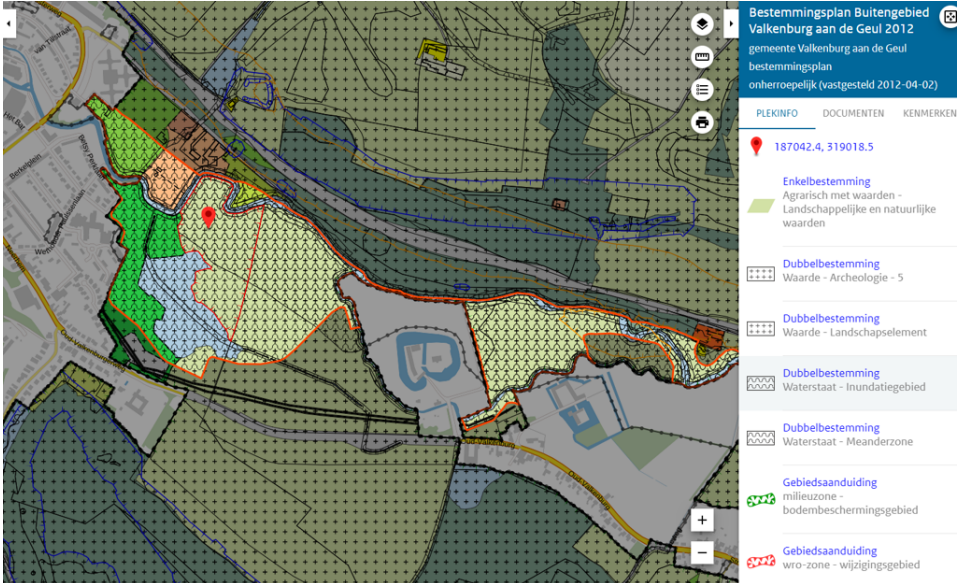 Bestemmingsplan Buitengebied
Valkenburg aan de Geul 2012
gemeente Valkenburg aan de Geul
bestemmingsplan
onherroepelijk (vastgesteld 2012-04-02)
PLEKINFO DOCUMENTEN KENMERKEN
187042.4, 319018.5
Enkelbestemming
Agrarisch met waarden -
Landschappelijke en natuurlijke
waarden
Dubbelbestemming
Waarde - Archeologie - 5
Dubbelbestemming
Waarde - Landschapselement
Dubbelbestemming
Waterstaat - Inundatiegebied
Dubbelbestemming
Waterstaat - Meanderzone
Gebiedsaanduiding
milieuzone -
bodembeschermingsgebied
Gebiedsaanduiding
wro-zone - wijzigingsgebied
Berkelplein
Oud-Valkenburgerweg
Oud-Valkenburg
+
−